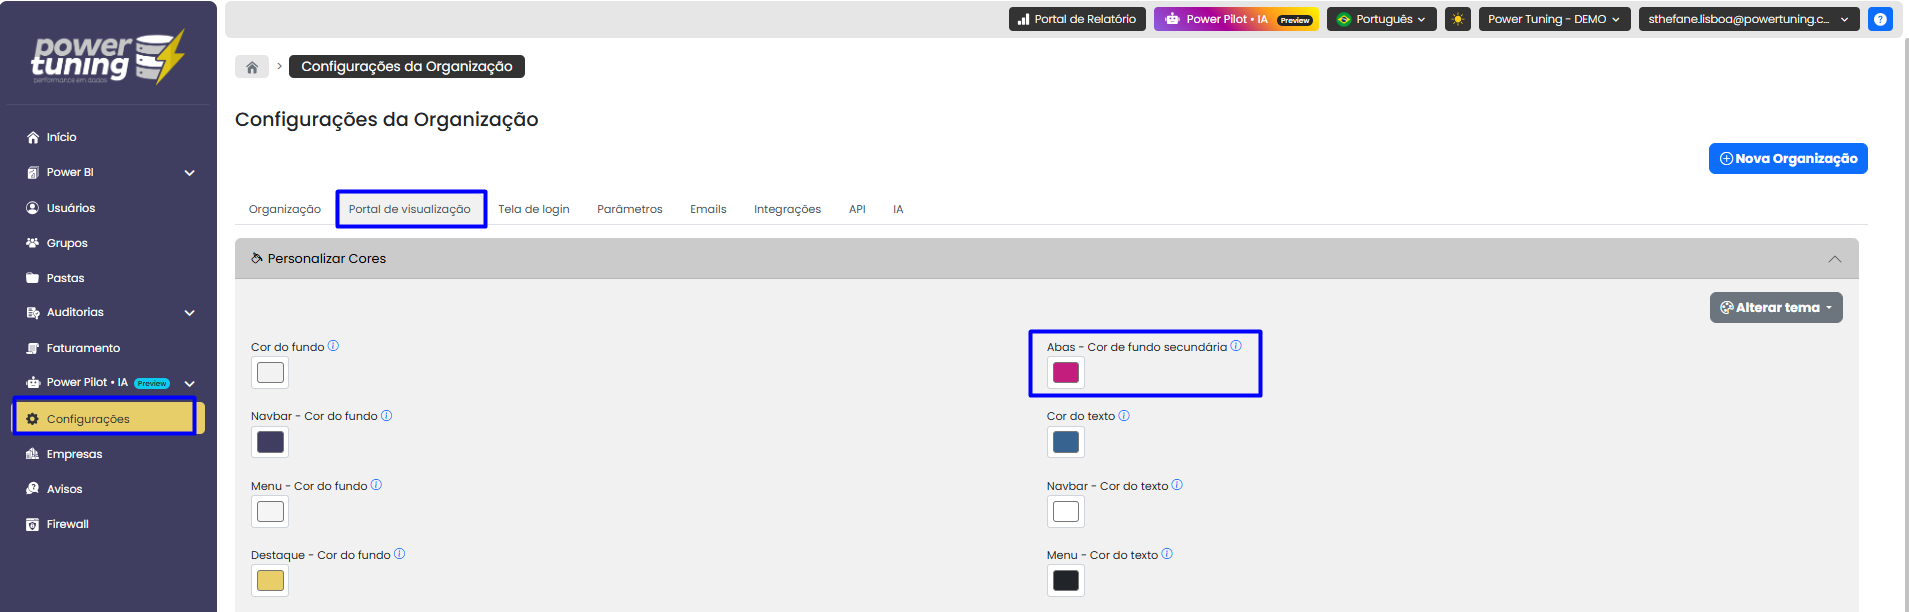 power
tuning
performance em dados
Início
Power BI
Usuários
Grupos
Pastas
Auditorias
Faturamento
Power Pilot • IA Preview
Configurações
Empresas
Avisos
Firewall
Portal de Relatório
Power Pilot • IA Preview
Português
Power Tuning - DEMO
sthefane.lisboa@powertuning.c...
?
> Configurações da Organização
Configurações da Organização
Nova Organização
Organização Portal de visualização Tela de login Parâmetros Emails Integrações API IA
Personalizar Cores
Alterar tema
Cor do fundo
Abas - Cor de fundo secundária
Navbar - Cor do fundo
Cor do texto
Menu - Cor do fundo
Navbar - Cor do texto
Destaque - Cor do fundo
Menu - Cor do texto